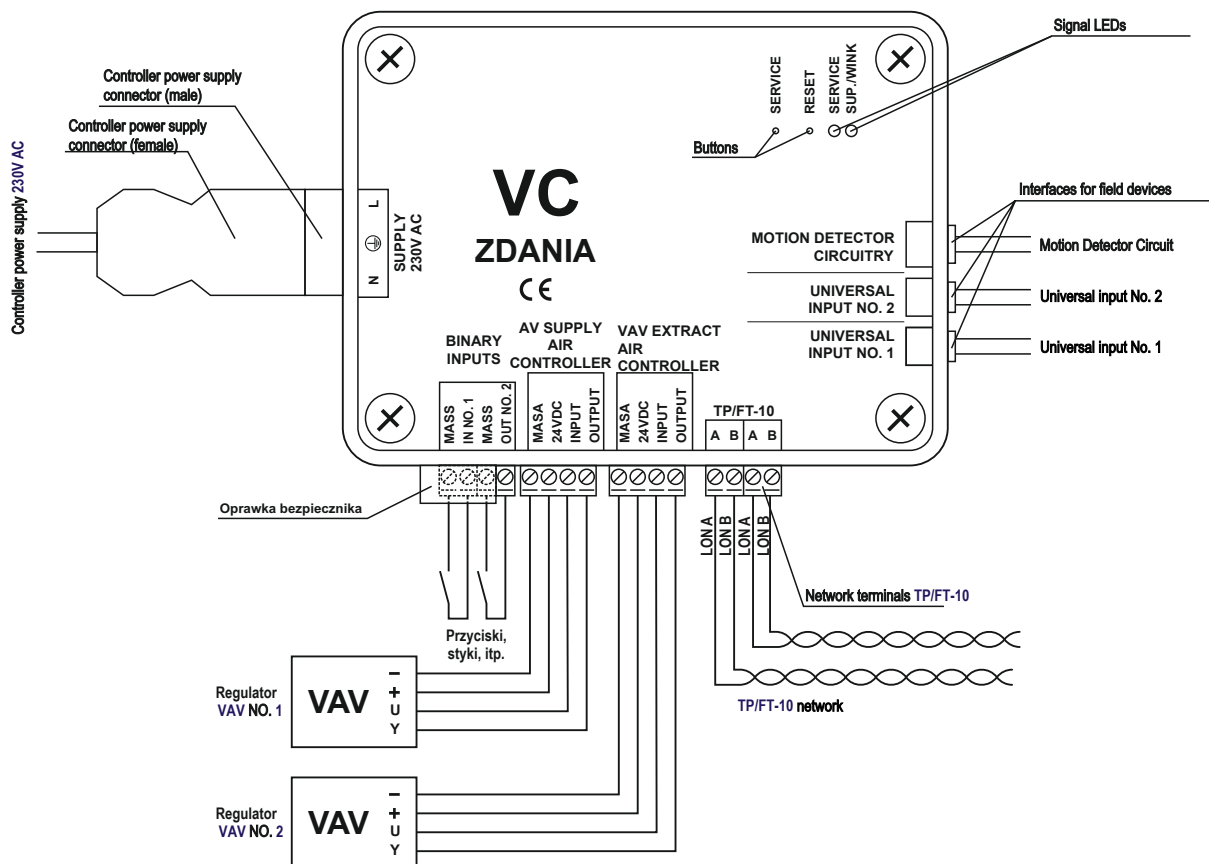 Signal LEDs
Controller power supply
connector (male)
Controller power supply
connector (female)
Controller power supply 230V AC
SERVICE
RESET
SERVICE
SUP./WINK
Buttons
L
N
SUPPLY
230V AC
VC
ZDANIA
CE
Interfaces for field devices
MOTION DETECTOR
CIRCUITRY
Motion Detector Circuit
UNIVERSAL
INPUT NO. 2
Universal input No. 2
UNIVERSAL
INPUT NO. 1
Universal input No. 1
BINARY
INPUTS
AV SUPPLY
AIR
CONTROLLER
VAV EXTRACT
AIR
CONTROLLER
MASS
IN NO. 1
MASS
OUT NO. 2
MASA
24VDC
INPUT
OUTPUT
MASA
24VDC
INPUT
OUTPUT
TP/FT-10
A B A B
Oprawka bezpiecznika
LON A
LON B
LON A
LON B
Network terminals TP/FT-10
Przyciski,
styki, itp.
TP/FT-10 network
Regulator
VAV NO. 1
VAV
–
+
U
Y
Regulator
VAV NO. 2
VAV
–
+
U
Y